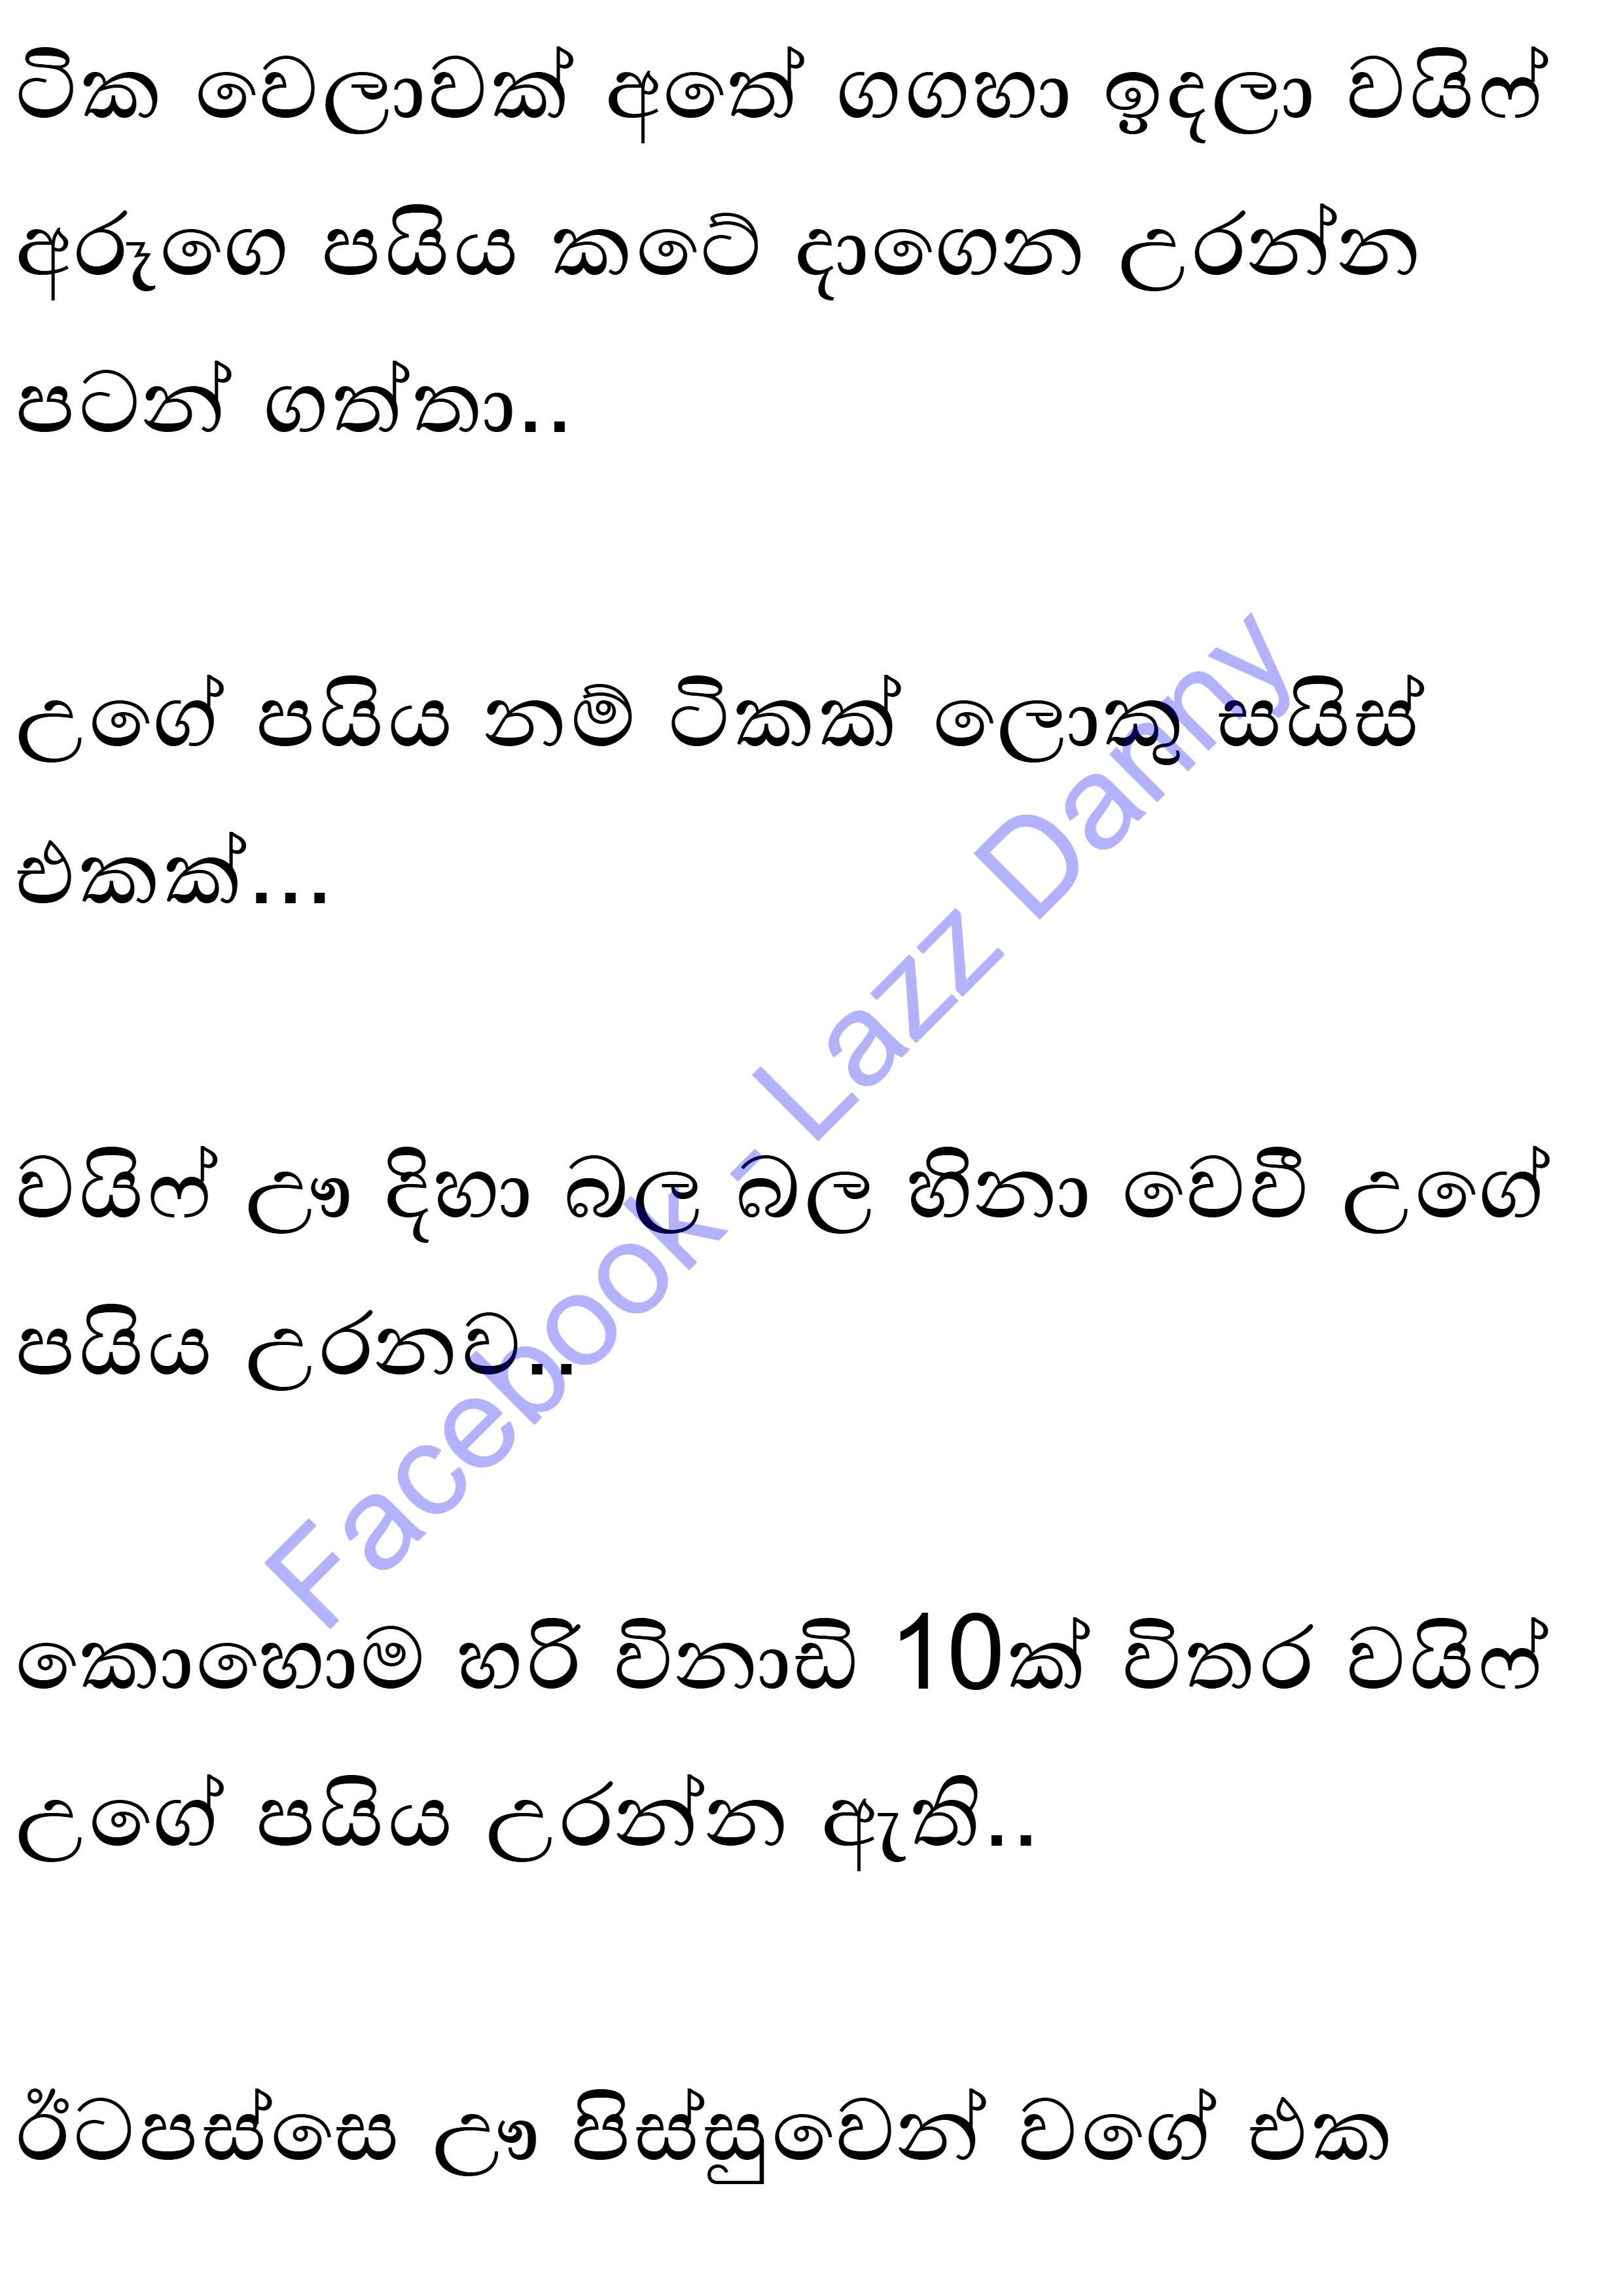 ටික වෙලාවක් අතේ ගගහා ඉඳලා වයිෆ්
අරූගෙ පයිය කටේ දාගෙන උරන්න
පටන් ගත්තා..
උගේ පයිය නම් ටිකක් ලොකු සයිස්
එකක්...
වයිෆ් ඌ දිහා බල බල හිනා වෙවී උගේ
පයිය උරනව..
කොහොම හරි විනාඩි 10ක් විතර වයිෆ්
උගේ පයිය උරන්න ඇති..
ඊටපස්සෙ ඌ පිස්සුවෙන් වගේ එක
Facebook - Lazz Danny